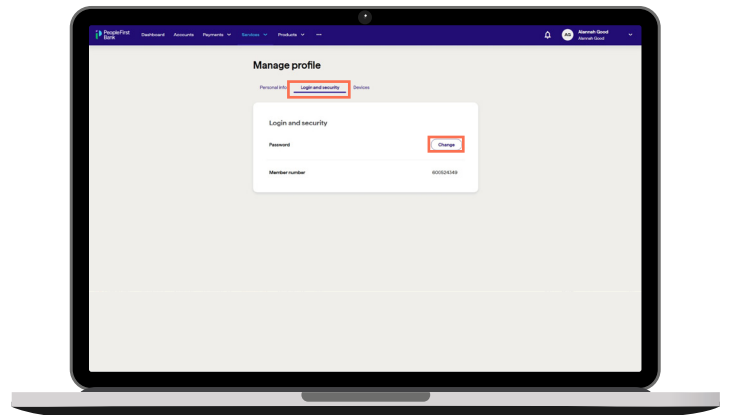 People First Bank
Dashboard Accounts Payments Services Products ···
AG
Alannah Good
Alannah Good
Manage profile
Personal info Login and security Devices
Login and security
Password Change
Member number 600524349